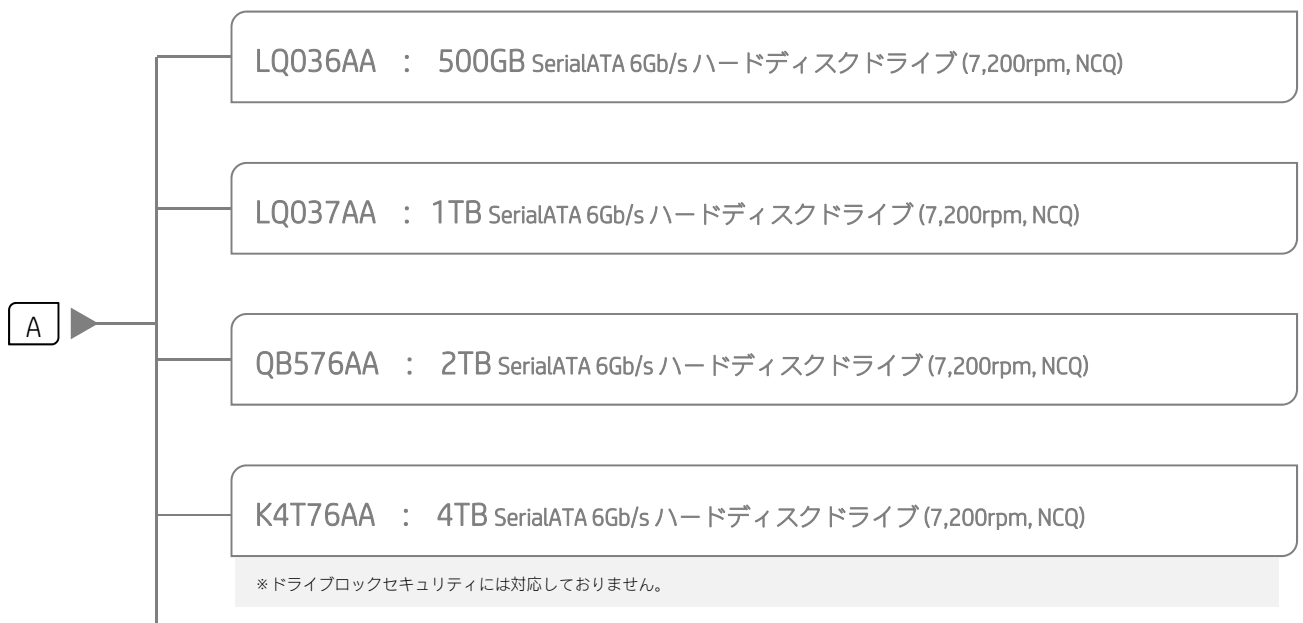 LQ036AA : 500GB SerialATA 6Gb/s ハードディスクドライブ (7,200rpm, NCQ)
LQ037AA : 1TB SerialATA 6Gb/s ハードディスクドライブ (7,200rpm, NCQ)
A
QB576AA : 2TB SerialATA 6Gb/s ハードディスクドライブ (7,200rpm, NCQ)
K4T76AA : 4TB SerialATA 6Gb/s ハードディスクドライブ (7,200rpm, NCQ)
※ドライブロックセキュリティには対応しておりません。